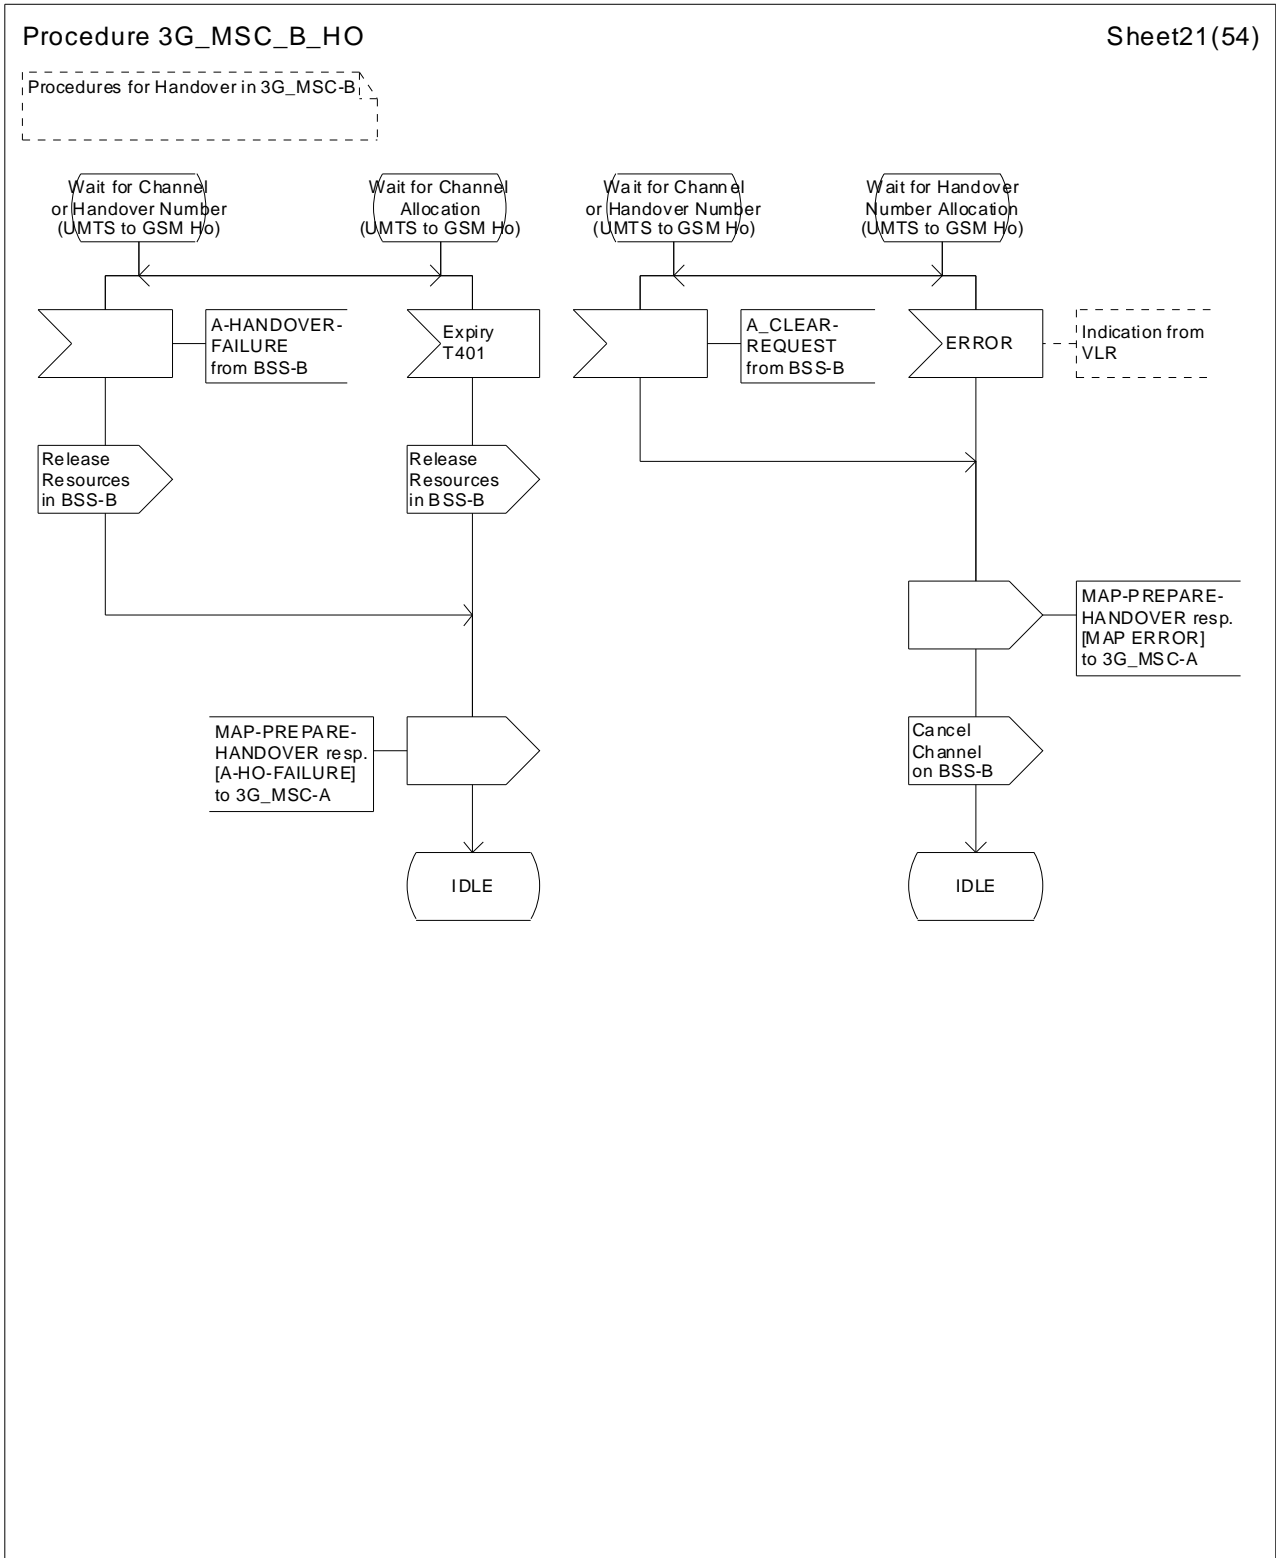 Procedure 3G_MSC_B_HO
Sheet21(54)
Procedures for Handover in 3G_MSC-B
Wait for Channel
or Handover Number
(UMTS to GSM Ho)
Wait for Channel
Allocation
(UMTS to GSM Ho)
Wait for Channel
or Handover Number
(UMTS to GSM Ho)
Wait for Handover
Number Allocation
(UMTS to GSM Ho)
A-HANDOVER-
FAILURE
from BSS-B
Expiry
T401
A_CLEAR-
REQUEST
from BSS-B
ERROR
Indication from
VLR
Release
Resources
in BSS-B
Release
Resources
in BSS-B
MAP-PREPARE-
HANDOVER resp.
[MAP ERROR]
to 3G_MSC-A
MAP-PREPARE-
HANDOVER resp.
[A-HO-FAILURE]
to 3G_MSC-A
Cancel
Channel
on BSS-B
IDLE
IDLE